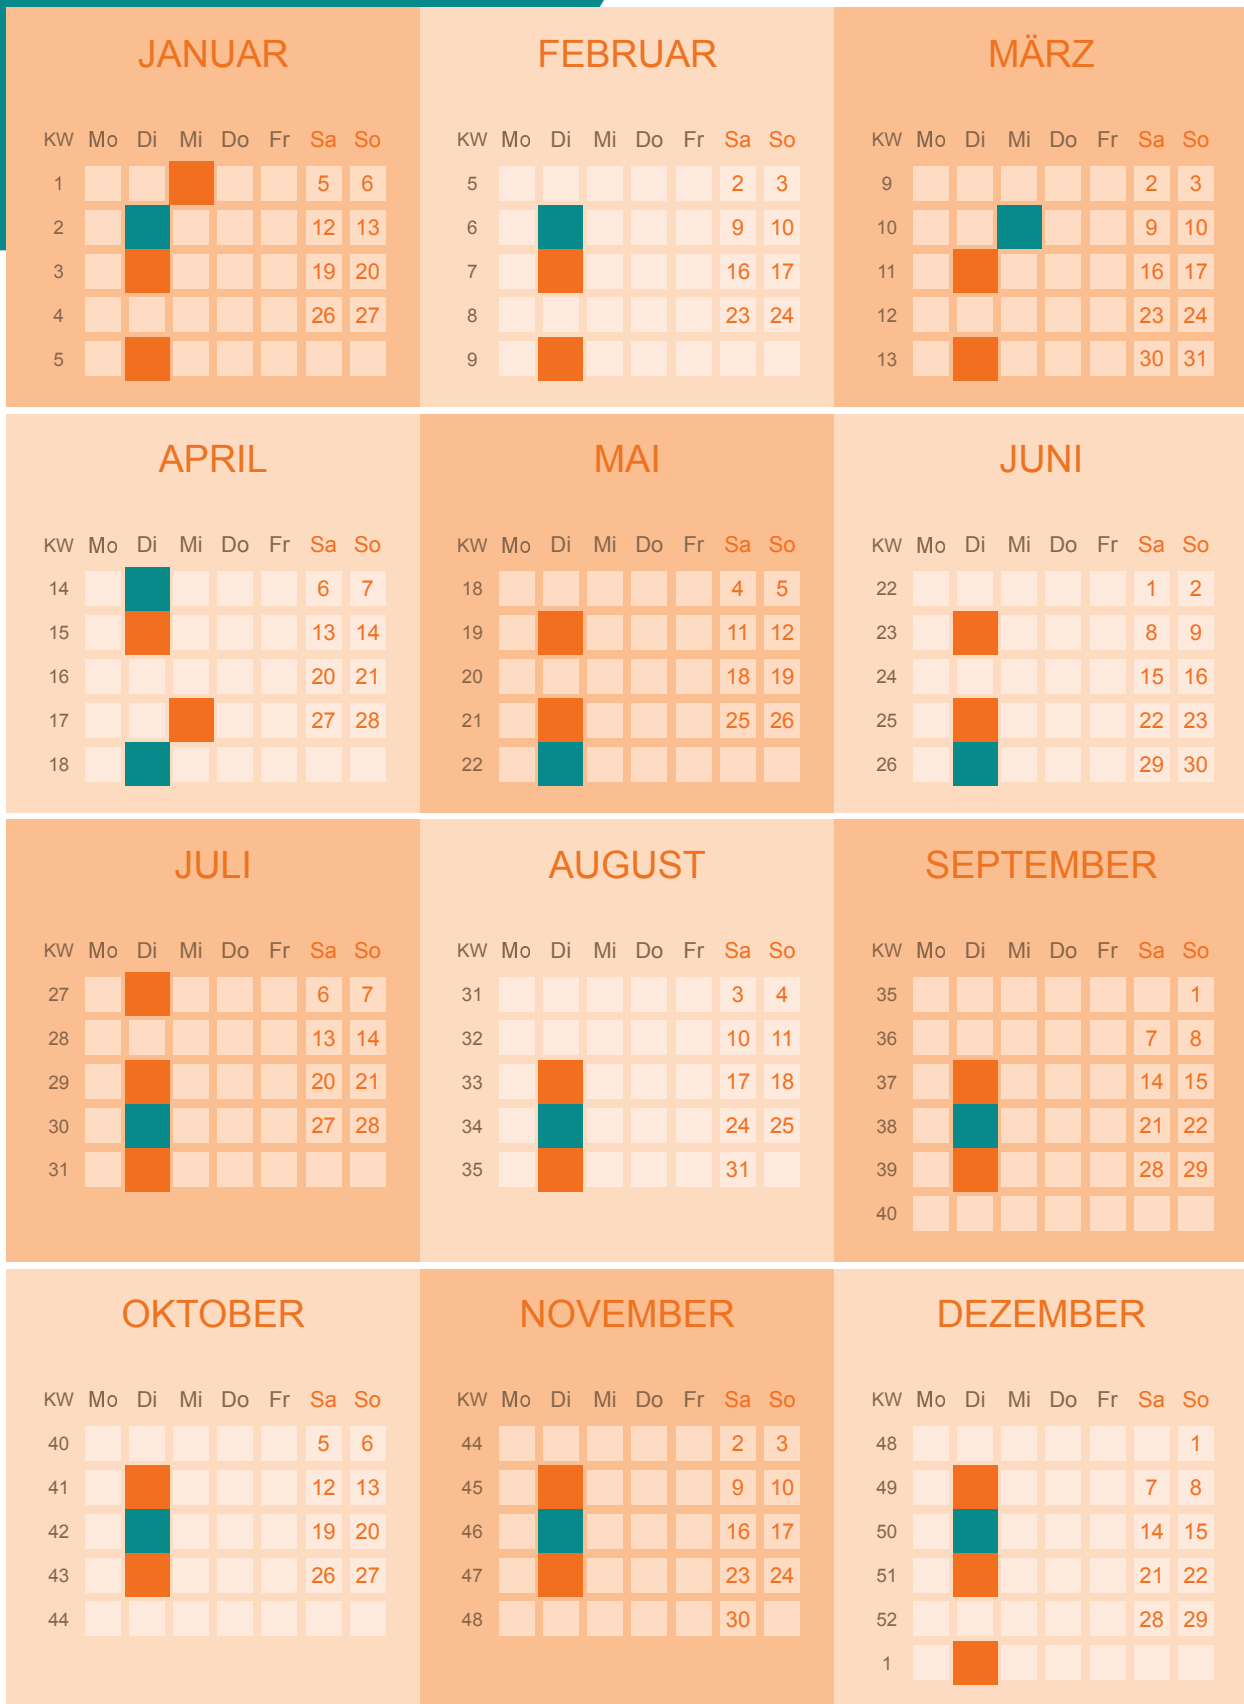 JANUAR FEBRUAR MÄRZ
KW Mo Di Mi Do Fr Sa So KW Mo Di Mi Do Fr Sa So KW Mo Di Mi Do Fr Sa So
1 5 6 5 2 3 9 2 3
2 12 13 6 9 10 10 9 10
3 19 20 7 16 17 11 16 17
4 26 27 8 23 24 12 23 24
5 9 13 30 31
APRIL MAI JUNI
KW Mo Di Mi Do Fr Sa So KW Mo Di Mi Do Fr Sa So KW Mo Di Mi Do Fr Sa So
14 6 7 18 4 5 22 1 2
15 13 14 19 11 12 23 8 9
16 20 21 20 18 19 24 15 16
17 27 28 21 25 26 25 22 23
18 22 26 29 30
JULI AUGUST SEPTEMBER
KW Mo Di Mi Do Fr Sa So KW Mo Di Mi Do Fr Sa So KW Mo Di Mi Do Fr Sa So
27 6 7 31 3 4 35 1
28 13 14 32 10 11 36 7 8
29 20 21 33 17 18 37 14 15
30 27 28 34 24 25 38 21 22
31 35 31 39 28 29
40
OKTOBER NOVEMBER DEZEMBER
KW Mo Di Mi Do Fr Sa So KW Mo Di Mi Do Fr Sa So KW Mo Di Mi Do Fr Sa So
40 5 6 44 2 3 48 1
41 12 13 45 9 10 49 7 8
42 19 20 46 16 17 50 14 15
43 26 27 47 23 24 51 21 22
44 48 30 52 28 29
1